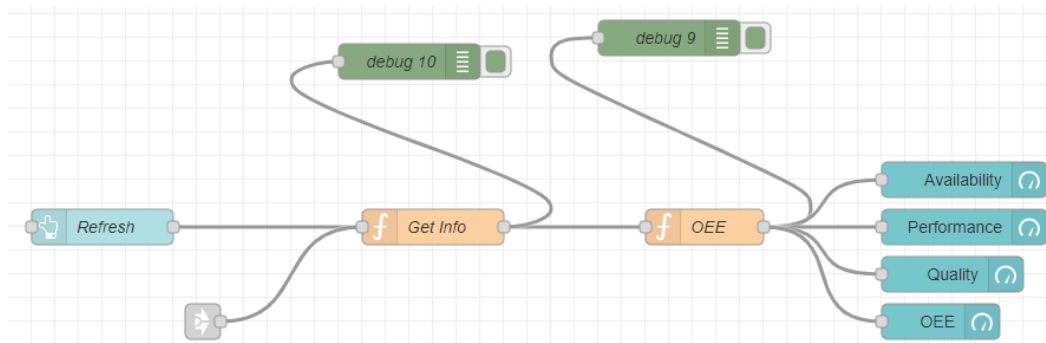 debug 9
debug 10
Availability
Refresh
Get Info
OEE
Performance
Quality
OEE